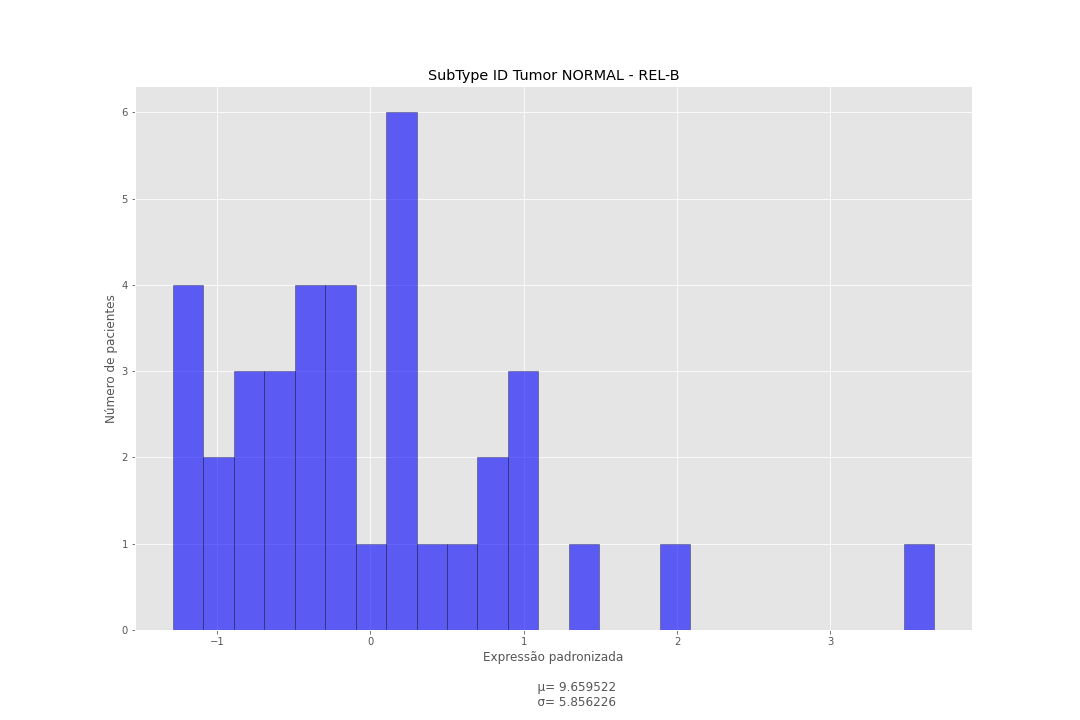 SubType ID Tumor NORMAL - REL-B
6
5
4
3
2
1
0
Número de pacientes
−1 0 1 2 3
Expressão padronizada
μ= 9.659522
σ= 5.856226